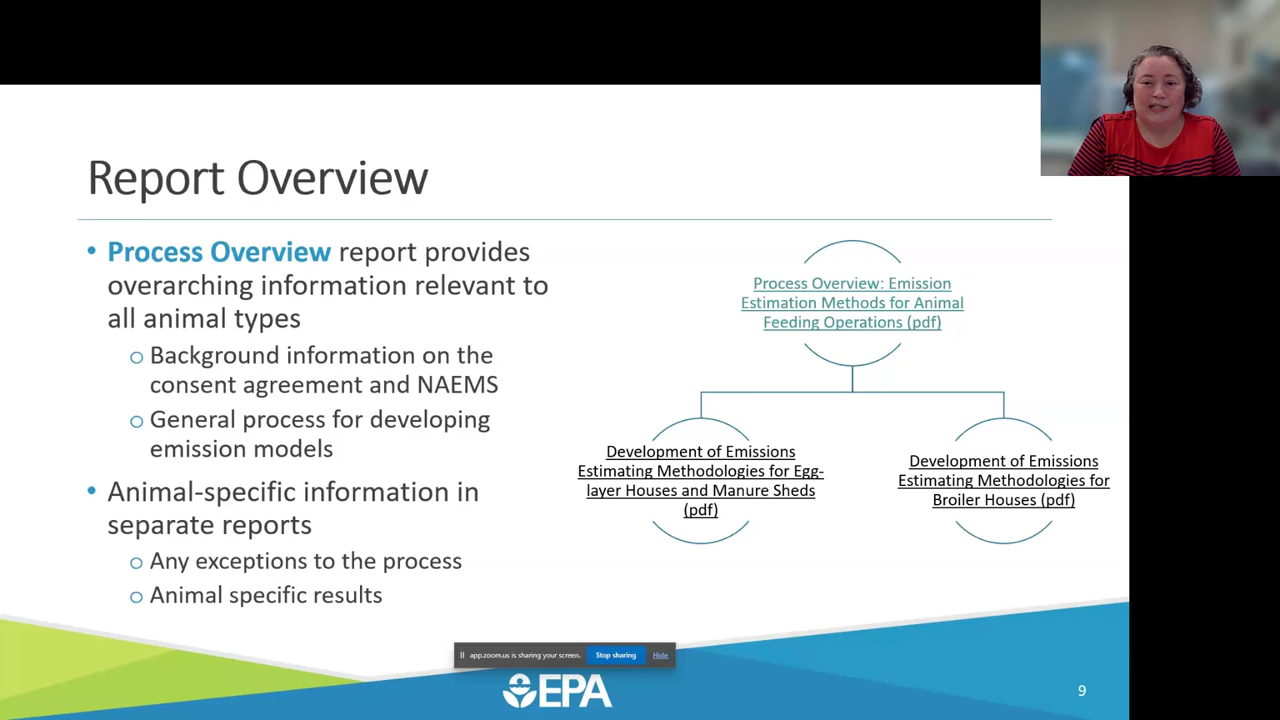 Report Overview
• Process Overview report provides
overarching information relevant to
all animal types
o Background information on the
consent agreement and NAEMS
o General process for developing
emission models
• Animal-specific information in
separate reports
o Any exceptions to the process
o Animal specific results
Process Overview: Emission
Estimation Methods for Animal
Feeding Operations (pdf)
Development of Emissions
Estimating Methodologies for Egg-
layer Houses and Manure Sheds
(pdf)
Development of Emissions
Estimating Methodologies for
Broiler Houses (pdf)
app.zoom.us is sharing your screen. Stop sharing Hide
EPA
9